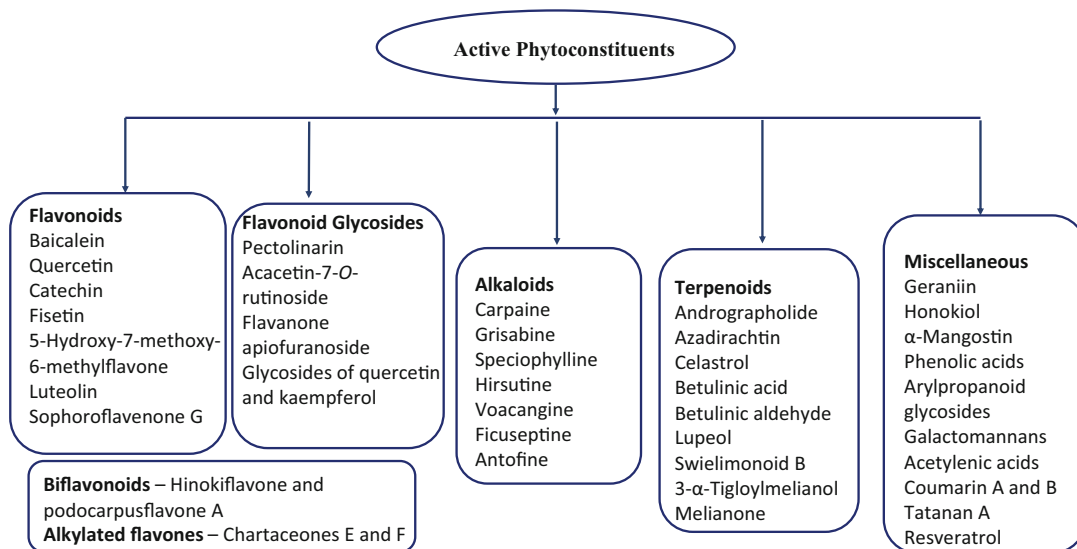 Active Phytoconstituents
Flavonoids
Baicalein
Quercetin
Catechin
Fisetin
5-Hydroxy-7-methoxy-
6-methylflavone
Luteolin
Sophoroflavenone G
Flavonoid Glycosides
Pectolinarin
Acacetin-7-O-
rutinoside
Flavanone
apiofuranoside
Glycosides of quercetin
and kaempferol
Alkaloids
Carpaine
Grisabine
Speciophylline
Hirsutine
Voacangine
Ficuseptine
Antofine
Terpenoids
Andrographolide
Azadirachtin
Celastrol
Betulinic acid
Betulinic aldehyde
Lupeol
Swielimonoid B
3-α-Tigloylmelianol
Melianone
Miscellaneous
Geraniin
Honokiol
α-Mangostin
Phenolic acids
Arylpropanoid
glycosides
Galactomannans
Acetylenic acids
Coumarin A and B
Tatanan A
Resveratrol
Biflavonoids – Hinokiflavone and
podocarpusflavone A
Alkylated flavones – Chartaceones E and F